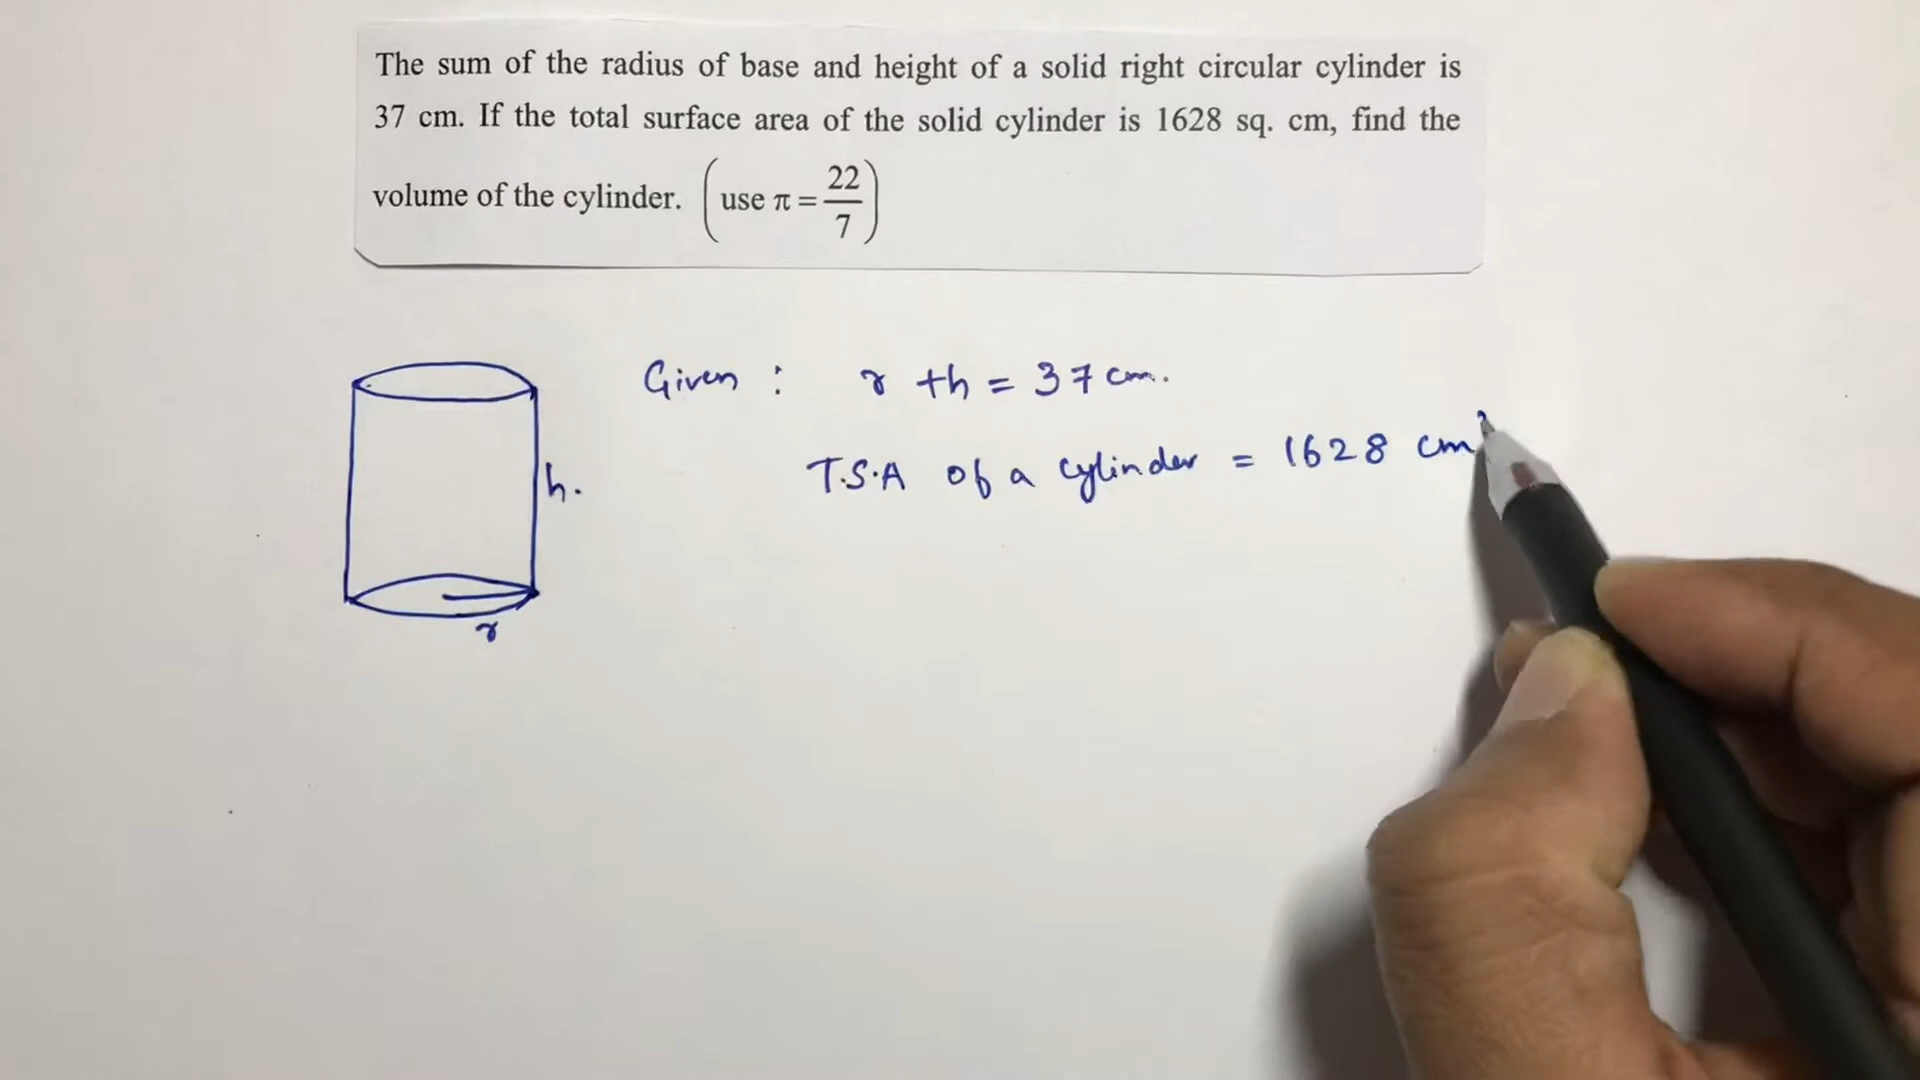 The sum of the radius of base and height of a solid right circular cylinder is
37 cm. If the total surface area of the solid cylinder is 1628 sq. cm, find the
volume of the cylinder. (use π = 22/7)
Given : r + h = 37 cm.
T.S.A of a cylinder = 1628 cm²
h.
r